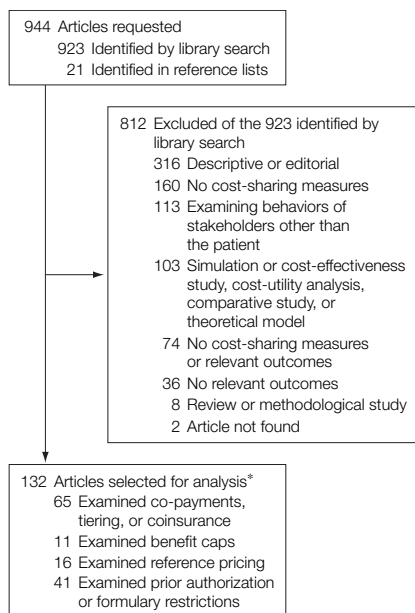 944 Articles requested
923 Identified by library search
21 Identified in reference lists
812 Excluded of the 923 identified by
library search
316 Descriptive or editorial
160 No cost-sharing measures
113 Examining behaviors of
stakeholders other than
the patient
103 Simulation or cost-effectiveness
study, cost-utility analysis,
comparative study, or
theoretical model
74 No cost-sharing measures
or relevant outcomes
36 No relevant outcomes
8 Review or methodological study
2 Article not found
132 Articles selected for analysis*
65 Examined co-payments,
tiering, or coinsurance
11 Examined benefit caps
16 Examined reference pricing
41 Examined prior authorization
or formulary restrictions